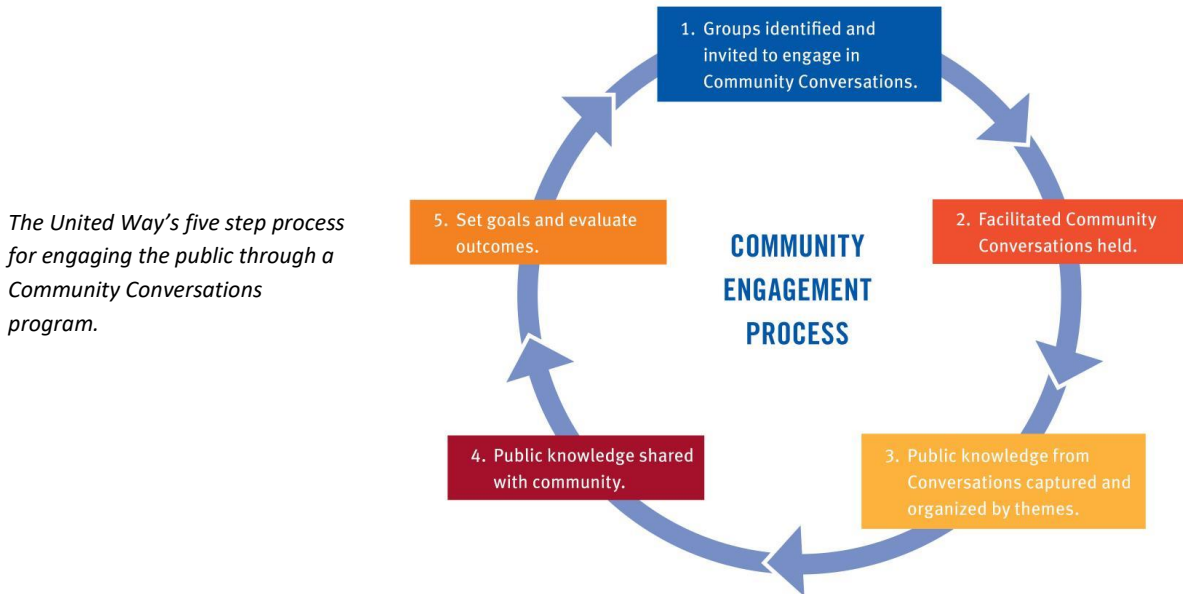 The United Way’s five step process
for engaging the public through a
Community Conversations
program.
1. Groups identified and
invited to engage in
Community Conversations.
2. Facilitated Community
Conversations held.
3. Public knowledge from
Conversations captured and
organized by themes.
4. Public knowledge shared
with community.
5. Set goals and evaluate
outcomes.
COMMUNITY
ENGAGEMENT
PROCESS